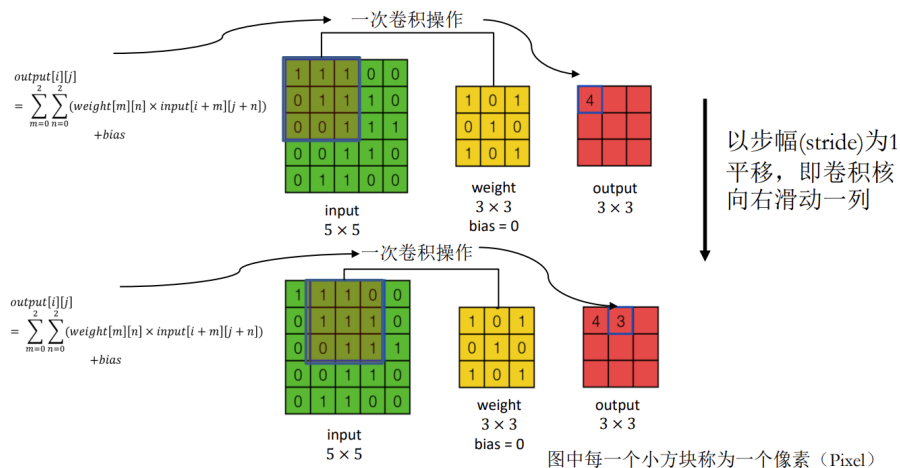 一次卷积操作
output[i][j]
= ∑_{m=0}^{2} ∑_{n=0}^{2} (weight[m][n] × input[i + m][j + n])
+bias
1 1 1 0 0
0 1 1 1 0
0 0 1 1 1
0 0 1 1 0
0 1 1 0 0
input
5 × 5
1 0 1
0 1 0
1 0 1
weight
3 × 3
bias = 0
4
output
3 × 3
以步幅(stride)为1
平移，即卷积核
向右滑动一列
一次卷积操作
output[i][j]
= ∑_{m=0}^{2} ∑_{n=0}^{2} (weight[m][n] × input[i + m][j + n])
+bias
1 1 1 0 0
0 1 1 1 0
0 0 1 1 1
0 0 1 1 0
0 1 1 0 0
input
5 × 5
1 0 1
0 1 0
1 0 1
weight
3 × 3
bias = 0
4 3
output
3 × 3
图中每一个小方块称为一个像素（Pixel）